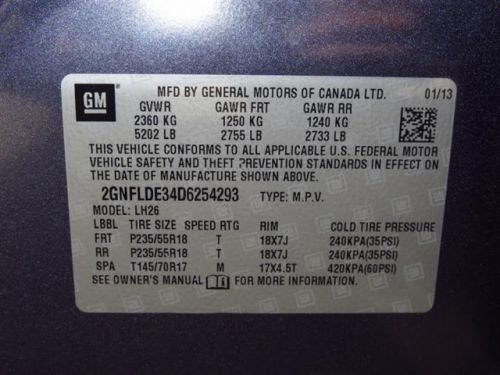 GM
MFD BY GENERAL MOTORS OF CANADA LTD. 01/13
GVWR GAWR FRT GAWR RR
2360 KG 1250 KG 1240 KG
5202 LB 2755 LB 2733 LB
THIS VEHICLE CONFORMS TO ALL APPLICABLE U.S. FEDERAL MOTOR
VEHICLE SAFETY AND THEFT PREVENTION STANDARDS IN EFFECT ON
THE DATE OF MANUFACTURE SHOWN ABOVE.
2GNFLDE34D6254293 TYPE: M.P.V.
MODEL: LH26
LBBL TIRE SIZE SPEED RTG RIM COLD TIRE PRESSURE
FRT P235/55R18 T 18X7J 240KPA(35PSI)
RR P235/55R18 T 18X7J 240KPA(35PSI)
SPA T145/70R17 M 17X4.5T 420KPA(60PSI)
SEE OWNER'S MANUAL FOR MORE INFORMATION.